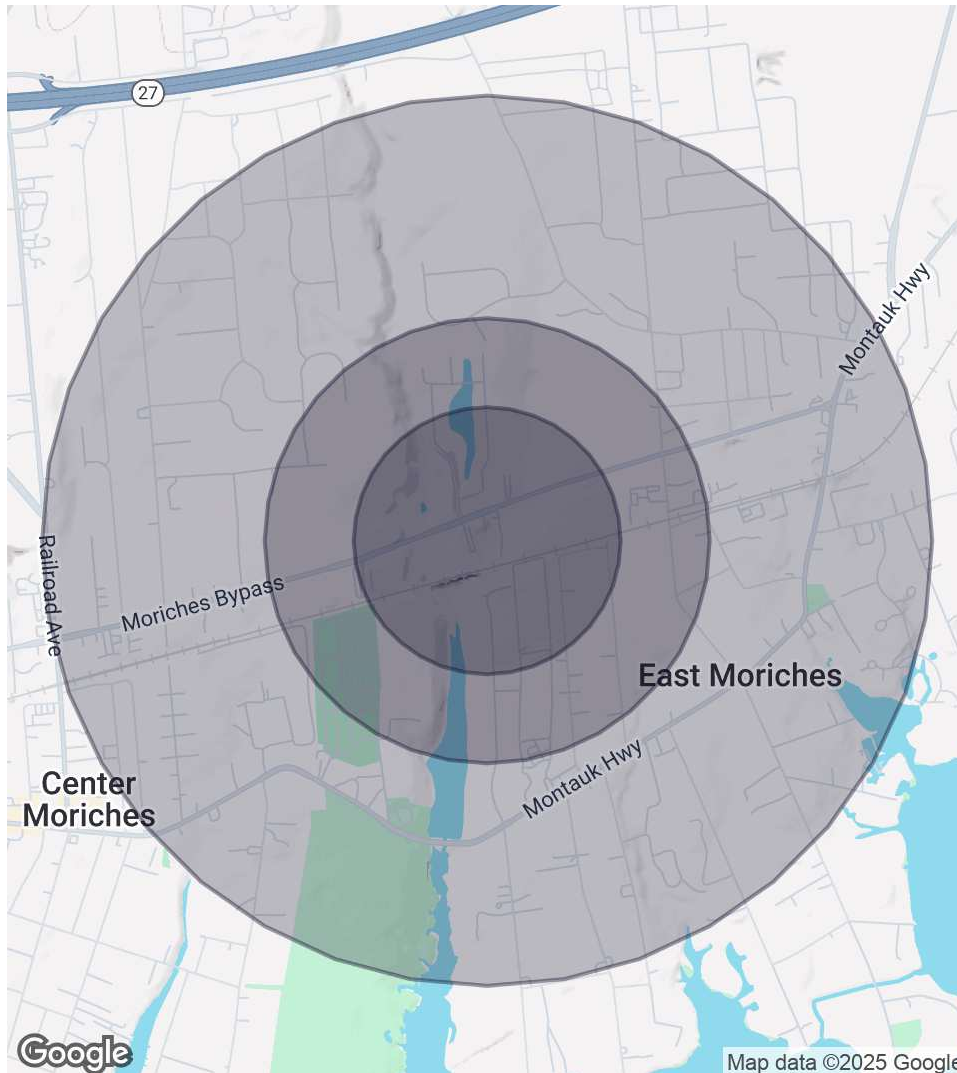 27
Montauk Hwy
Railroad Ave
Moriches Bypass
East Moriches
Montauk Hwy
Center
Moriches
Google
Map data ©2025 Google